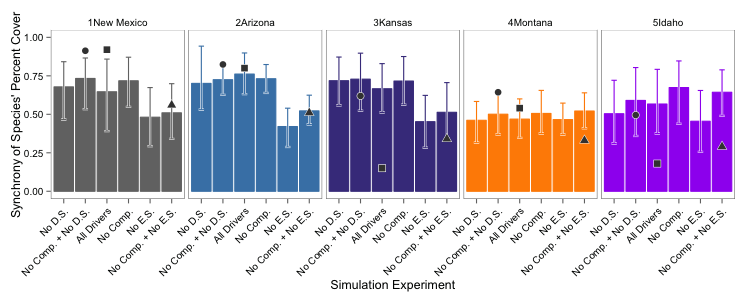 1New Mexico 2Arizona 3Kansas 4Montana 5Idaho
Synchrony of Species' Percent Cover
1.00
0.75
0.50
0.25
0.00
No D.S. No Comp. + No D.S. All Drivers No Comp. No E.S. No Comp. + No E.S. No D.S. No Comp. + No D.S. All Drivers No Comp. No E.S. No Comp. + No E.S. No D.S. No Comp. + No D.S. All Drivers No Comp. No E.S. No Comp. + No E.S. No D.S. No Comp. + No D.S. All Drivers No Comp. No E.S. No Comp. + No E.S. No D.S. No Comp. + No D.S. All Drivers No Comp. No E.S. No Comp. + No E.S.
Simulation Experiment